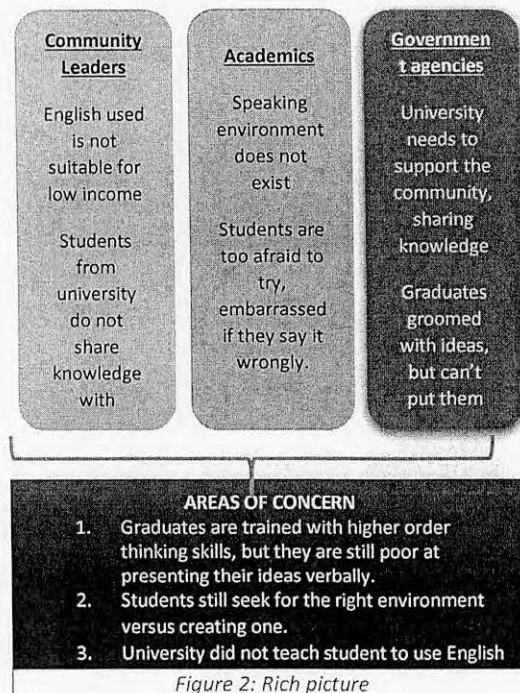 Community
Leaders
English used
is not
suitable for
low income
Students
from
university
do not
share
knowledge
with
Academics
Speaking
environment
does not
exist
Students are
too afraid to
try,
embarrassed
if they say it
wrongly.
Governmen
t agencies
University
needs to
support the
community,
sharing
knowledge
Graduates
groomed
with ideas,
but can't
put them
AREAS OF CONCERN
1. Graduates are trained with higher order
thinking skills, but they are still poor at
presenting their ideas verbally.
2. Students still seek for the right environment
versus creating one.
3. University did not teach student to use English
Figure 2: Rich picture